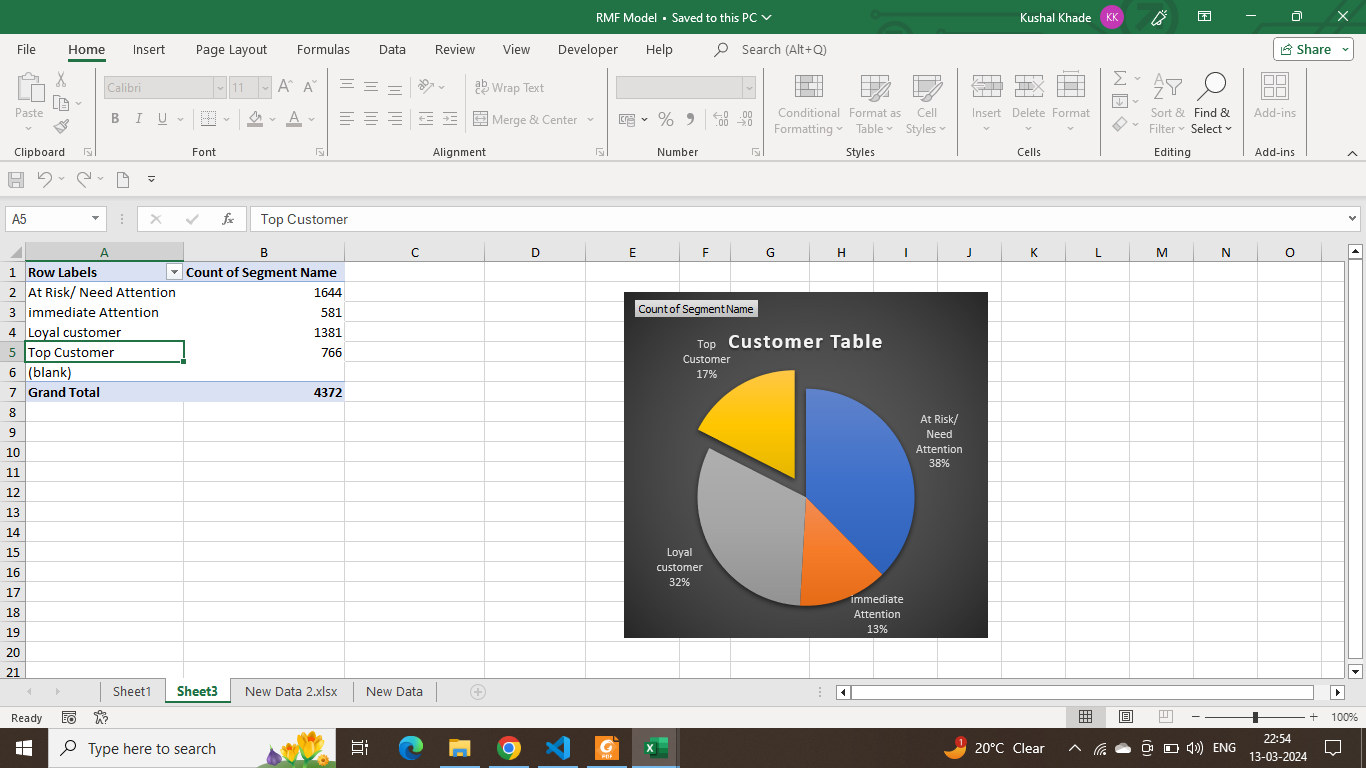 RMF Model • Saved to this PC
Kushal Khade
KK
File Home Insert Page Layout Formulas Data Review View Developer Help Search (Alt+Q) Share
Paste
Clipboard
Calibri 11
B I U
Font
Wrap Text
Merge & Center
Alignment
Number
Conditional Formatting
Format as Table
Cell Styles
Styles
Insert Delete Format
Cells
Sort & Filter
Find & Select
Editing
Add-ins
Add-ins
A5 fx Top Customer
A B C D E F G H I J K L M N O
1 Row Labels Count of Segment Name
2 At Risk/ Need Attention 1644
3 immediate Attention 581
4 Loyal customer 1381
5 Top Customer 766
6 (blank)
7 Grand Total 4372
8
9
10
11
12
13
14
15
16
17
18
19
20
21
Count of Segment Name
Customer Table
Top
Customer
17%
At Risk/
Need
Attention
38%
Loyal
customer
32%
immediate
Attention
13%
Sheet1 Sheet3 New Data 2.xlsx New Data
Ready 100%
Type here to search
PDF
1
20°C Clear
ENG
22:54
13-03-2024